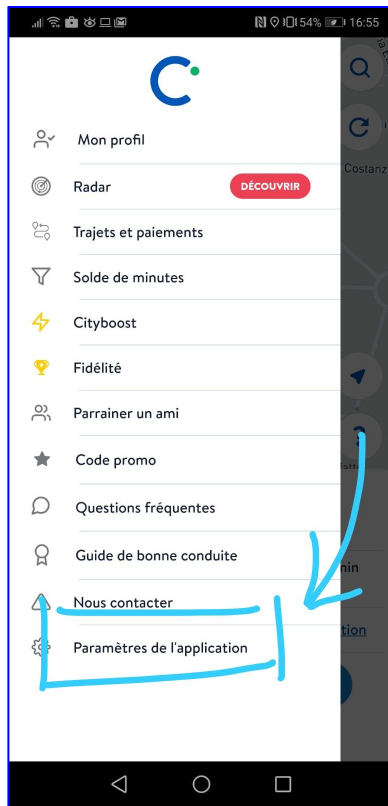 54% 16:55
Mon profil
Radar
DÉCOUVRIR
Costanz
Trajets et paiements
Solde de minutes
Cityboost
Fidélité
Parrainer un ami
Code promo
Questions fréquentes
Guide de bonne conduite
min
Nous contacter
tion
Paramètres de l'application